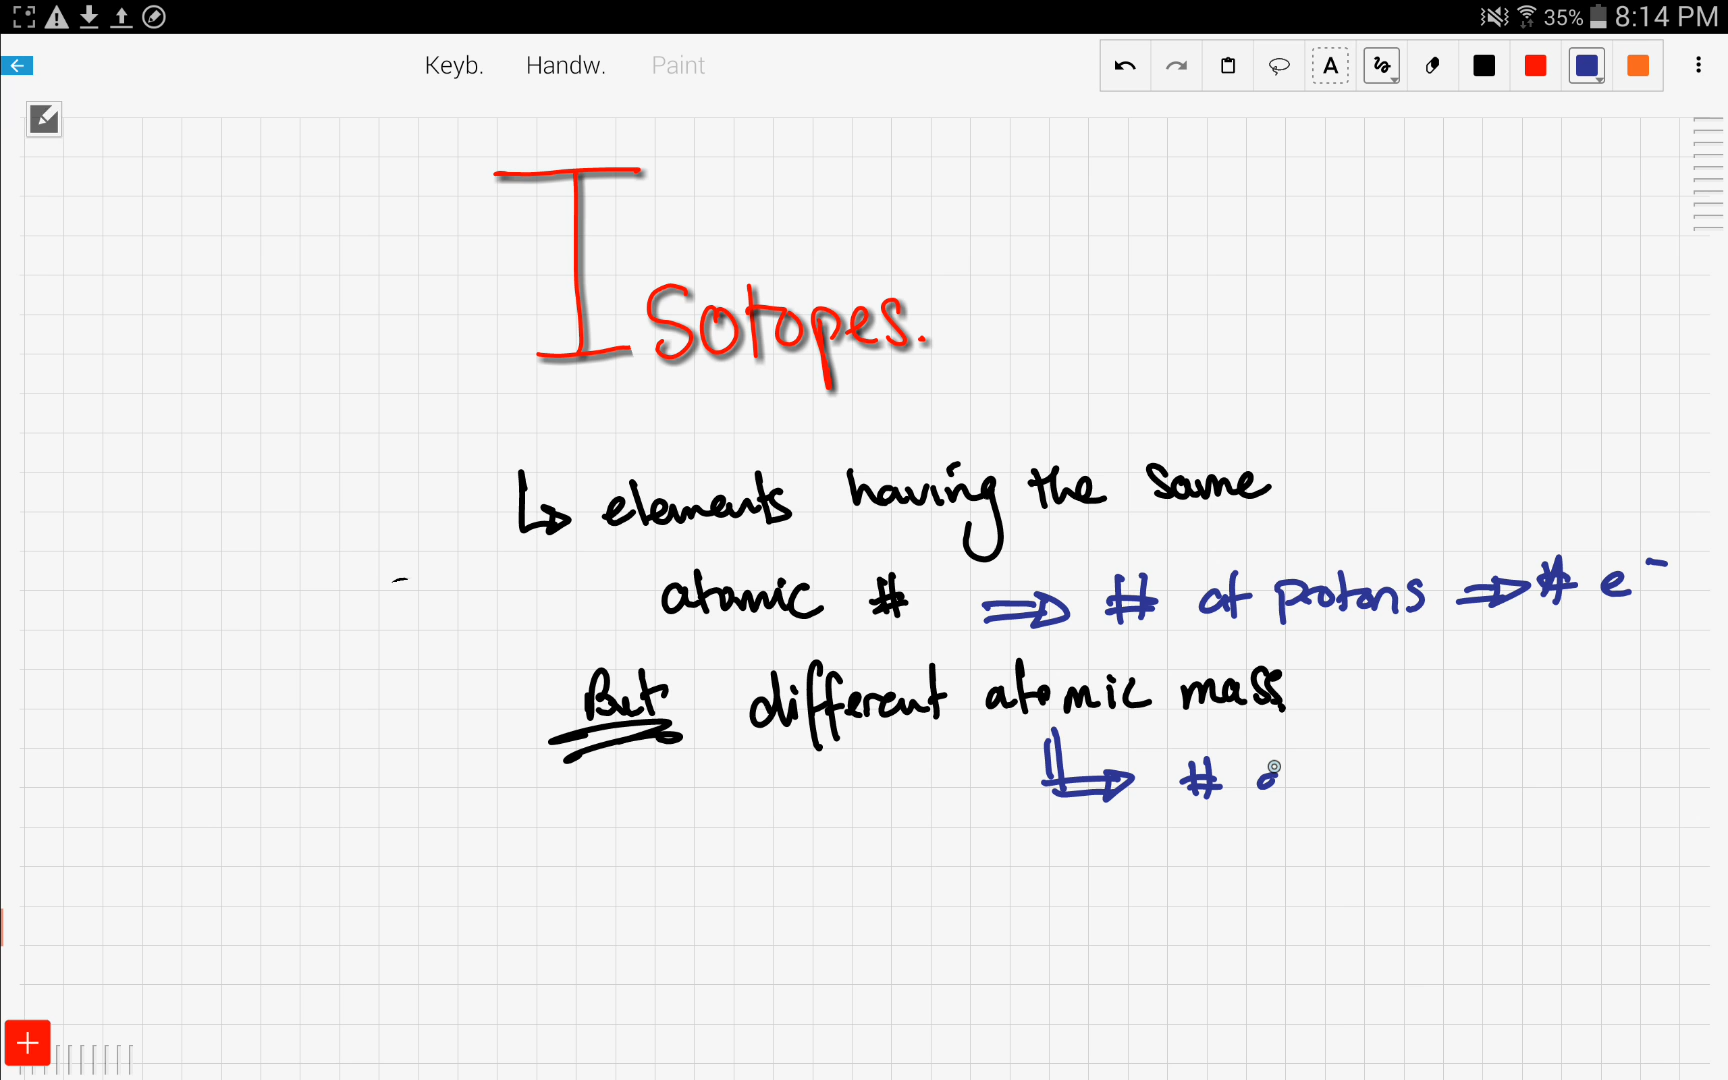 35% 8:14 PM
Keyb. Handw. Paint A
Isotopes.
↳ elements having the same
atomic # ⇒ # of protons ⇒ # e⁻
But different atomic mass
# o